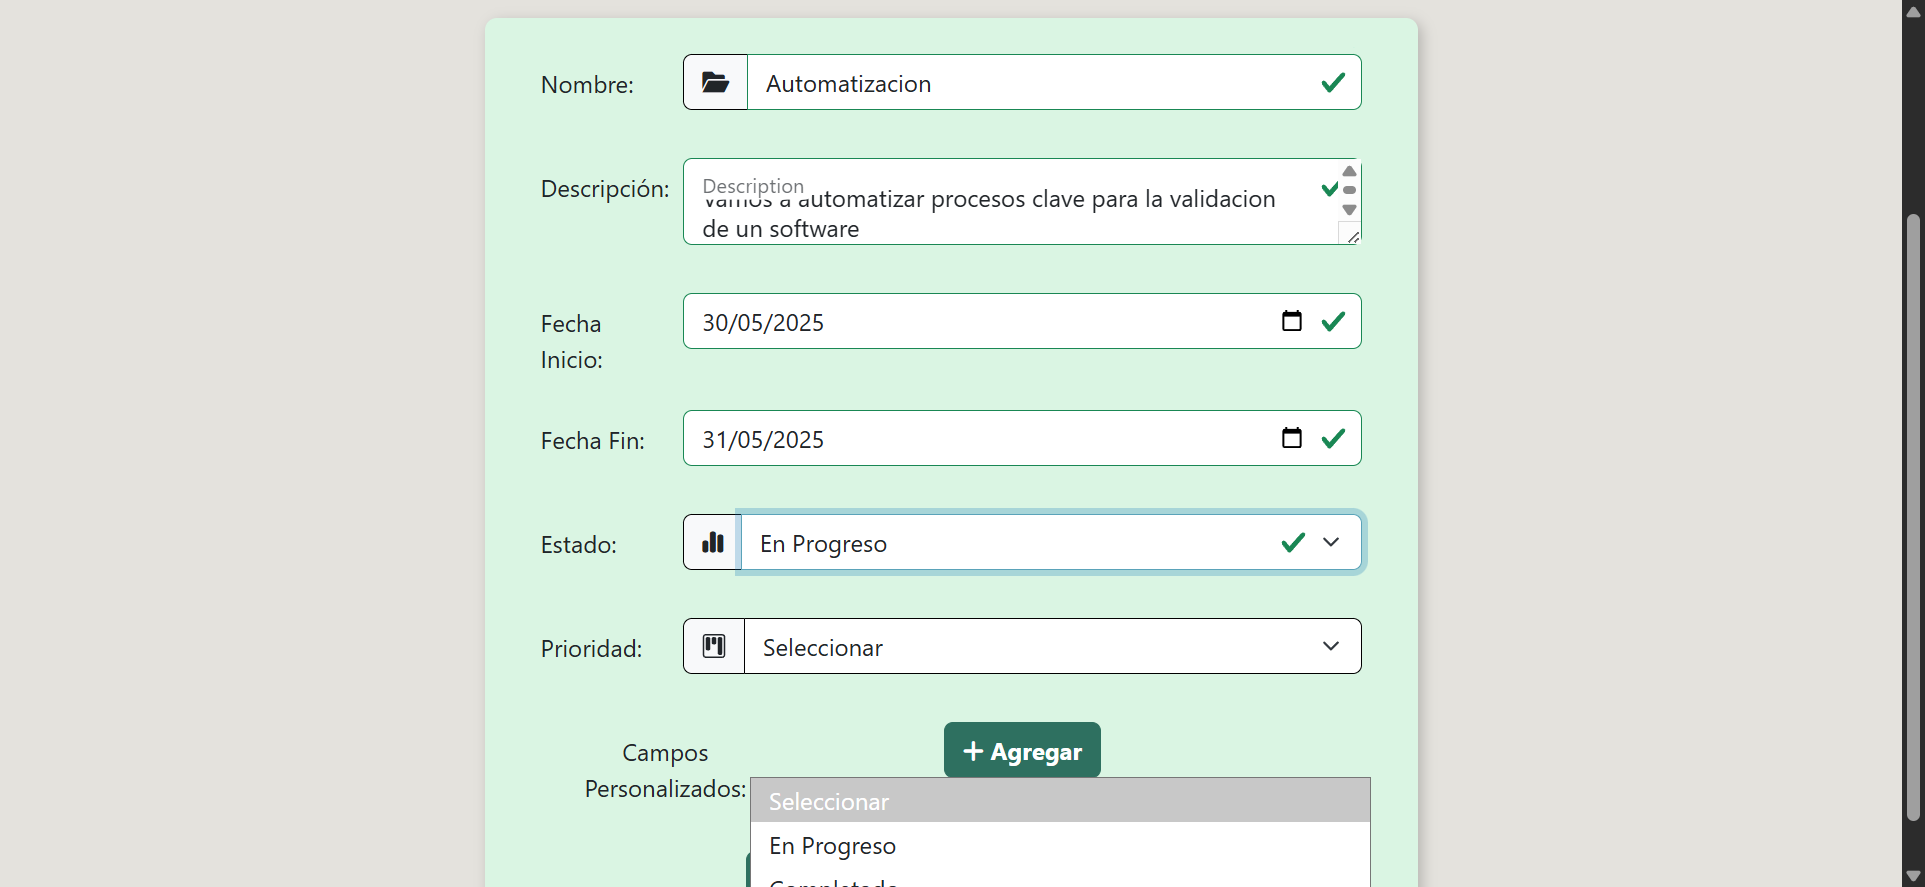 Nombre:
Automatizacion
Descripción:
Description
Vamos a automatizar procesos clave para la validacion
de un software
Fecha
Inicio:
30/05/2025
Fecha Fin:
31/05/2025
Estado:
En Progreso
Prioridad:
Seleccionar
Campos
Personalizados:
+ Agregar
Seleccionar
En Progreso
Completado